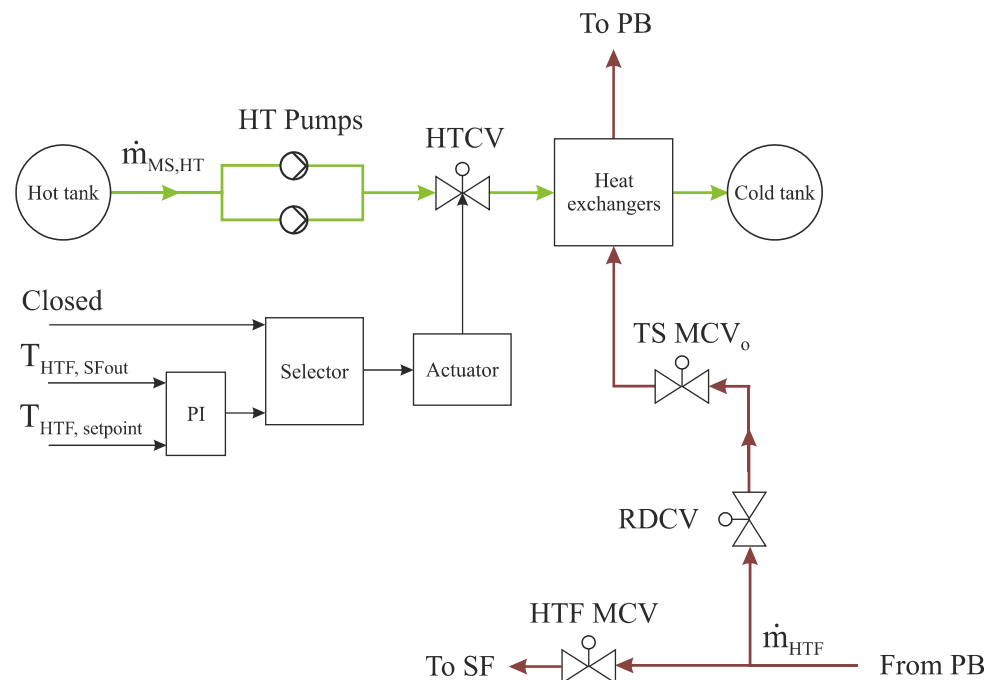 To PB
HT Pumps
HTCV
ṁMS,HT
Hot tank
Heat
exchangers
Cold tank
Closed
THTF, SFout
THTF, setpoint
PI
Selector
Actuator
TS MCVo
RDCV
HTF MCV
ṁHTF
To SF
From PB